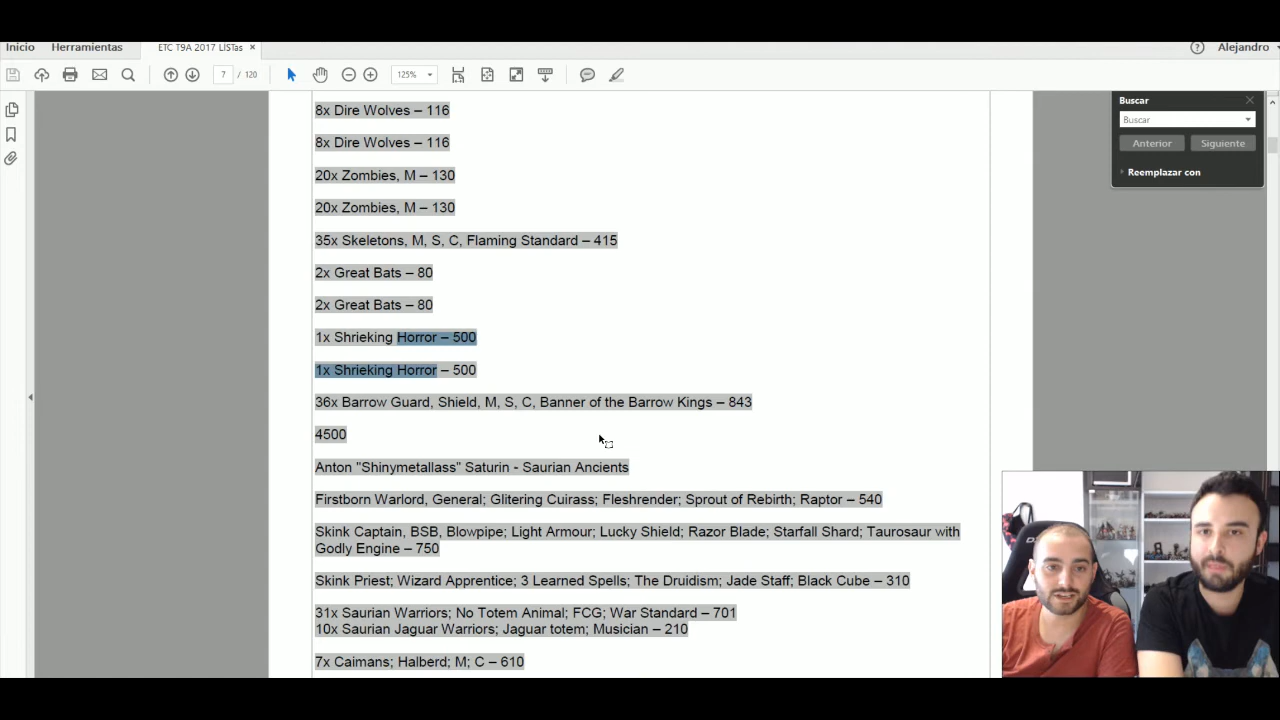 Inicio Herramientas ETC T9A 2017 LISTas × Alejandro
7 / 120 125%
Buscar
Buscar
Anterior Siguiente
Reemplazar con
8x Dire Wolves – 116
8x Dire Wolves – 116
20x Zombies, M – 130
20x Zombies, M – 130
35x Skeletons, M, S, C, Flaming Standard – 415
2x Great Bats – 80
2x Great Bats – 80
1x Shrieking Horror – 500
1x Shrieking Horror – 500
36x Barrow Guard, Shield, M, S, C, Banner of the Barrow Kings – 843
4500
Anton "Shinymetallass" Saturin - Saurian Ancients
Firstborn Warlord, General; Glitering Cuirass; Fleshrender; Sprout of Rebirth; Raptor – 540
Skink Captain, BSB, Blowpipe; Light Armour; Lucky Shield; Razor Blade; Starfall Shard; Taurosaur with
Godly Engine – 750
Skink Priest; Wizard Apprentice; 3 Learned Spells; The Druidism; Jade Staff; Black Cube – 310
31x Saurian Warriors; No Totem Animal; FCG; War Standard – 701
10x Saurian Jaguar Warriors; Jaguar totem; Musician – 210
7x Caimans; Halberd; M; C – 610